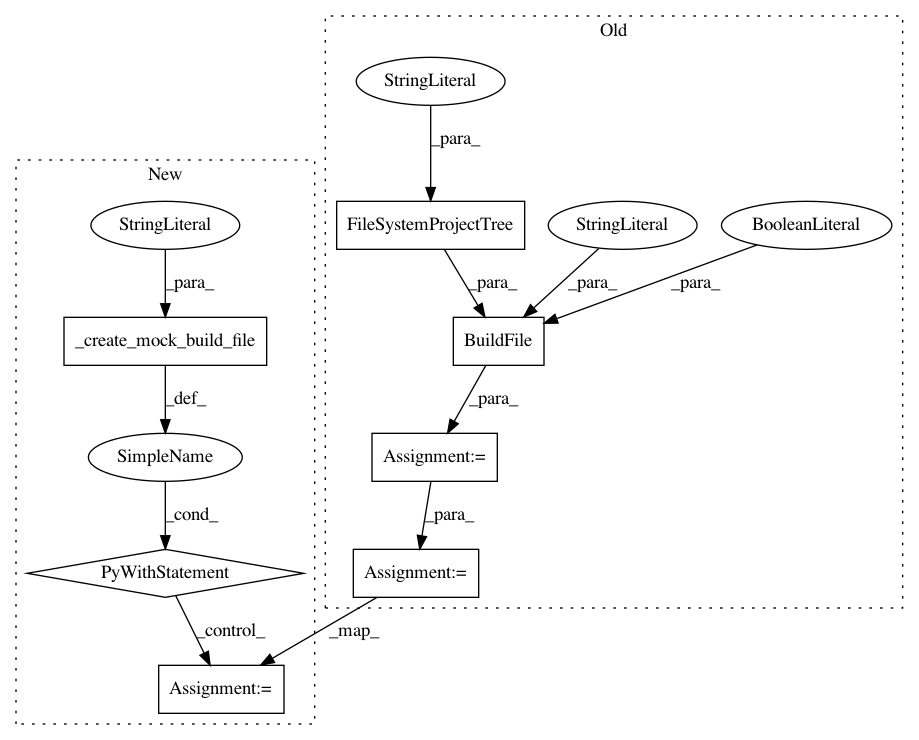 Old
StringLiteral
_para_
New
StringLiteral
FileSystemProjectTree
StringLiteral
BooleanLiteral
_para_
_para_
_para_
_para_
_create_mock_build_file
BuildFile
_def_
_para_
SimpleName
Assignment:=
_cond_
_para_
PyWithStatement
Assignment:=
_control_
_map_
Assignment:=